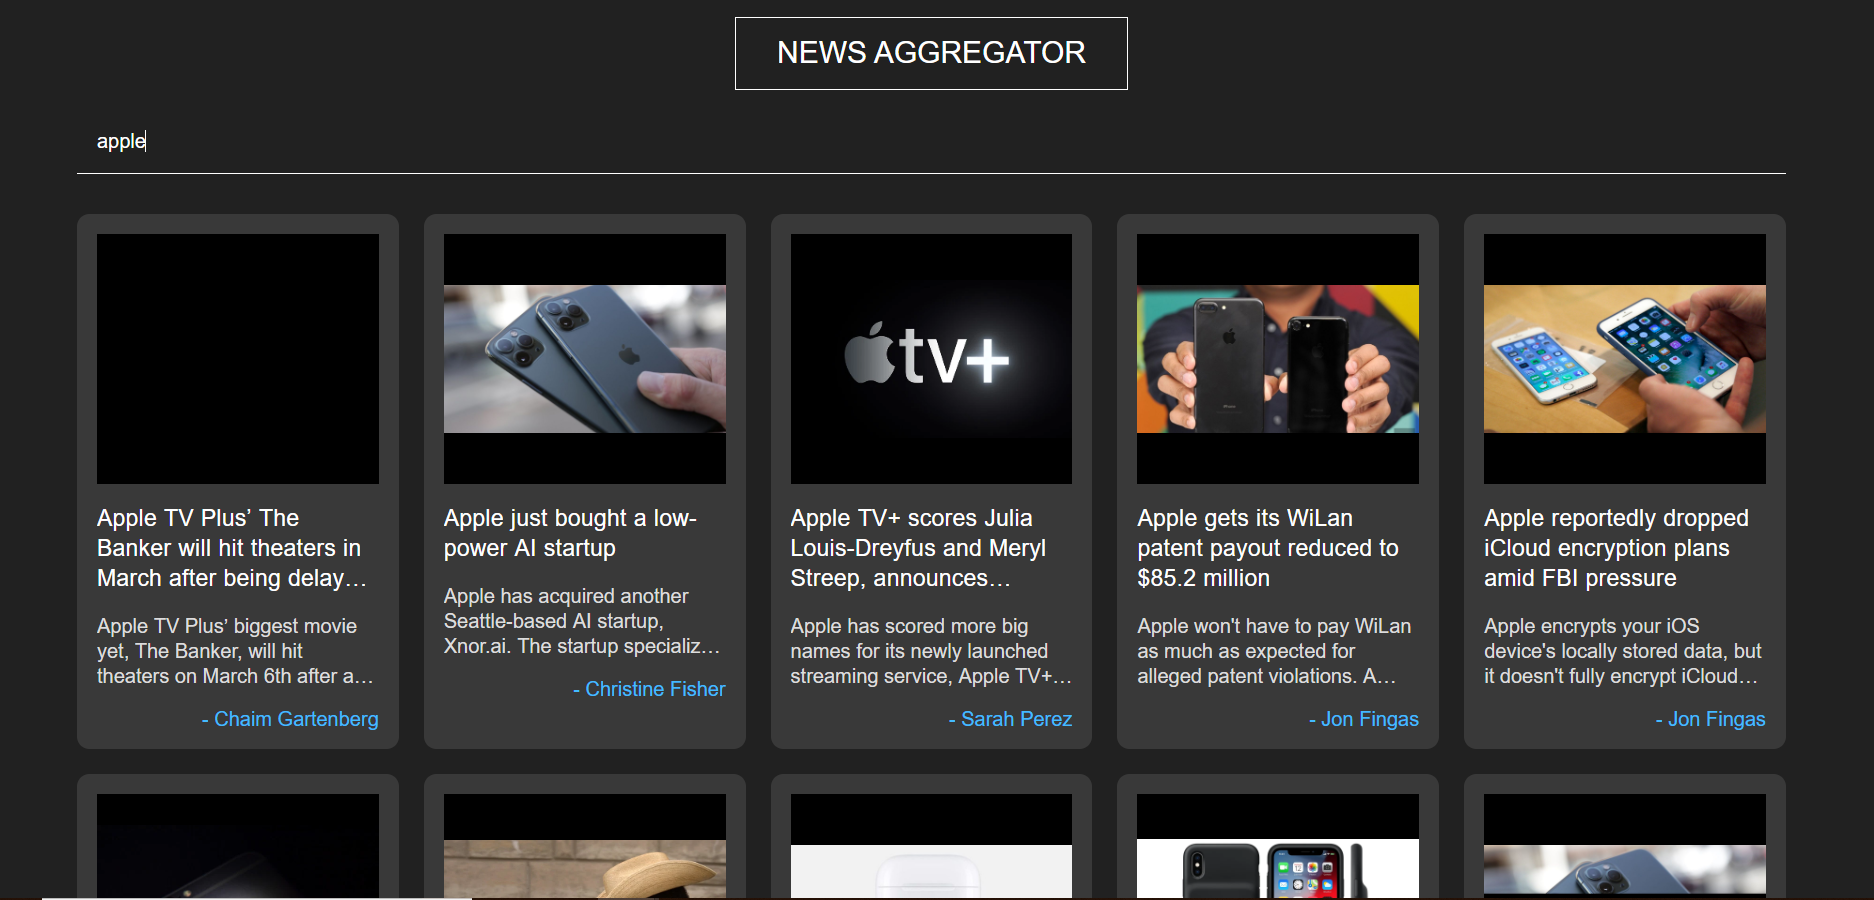 NEWS AGGREGATOR
apple
tv+
Apple TV Plus’ The
Banker will hit theaters in
March after being delay…
Apple TV Plus’ biggest movie
yet, The Banker, will hit
theaters on March 6th after a…
- Chaim Gartenberg
Apple just bought a low-
power AI startup
Apple has acquired another
Seattle-based AI startup,
Xnor.ai. The startup specializ…
- Christine Fisher
Apple TV+ scores Julia
Louis-Dreyfus and Meryl
Streep, announces…
Apple has scored more big
names for its newly launched
streaming service, Apple TV+…
- Sarah Perez
Apple gets its WiLan
patent payout reduced to
$85.2 million
Apple won't have to pay WiLan
as much as expected for
alleged patent violations. A…
- Jon Fingas
Apple reportedly dropped
iCloud encryption plans
amid FBI pressure
Apple encrypts your iOS
device's locally stored data, but
it doesn't fully encrypt iCloud…
- Jon Fingas